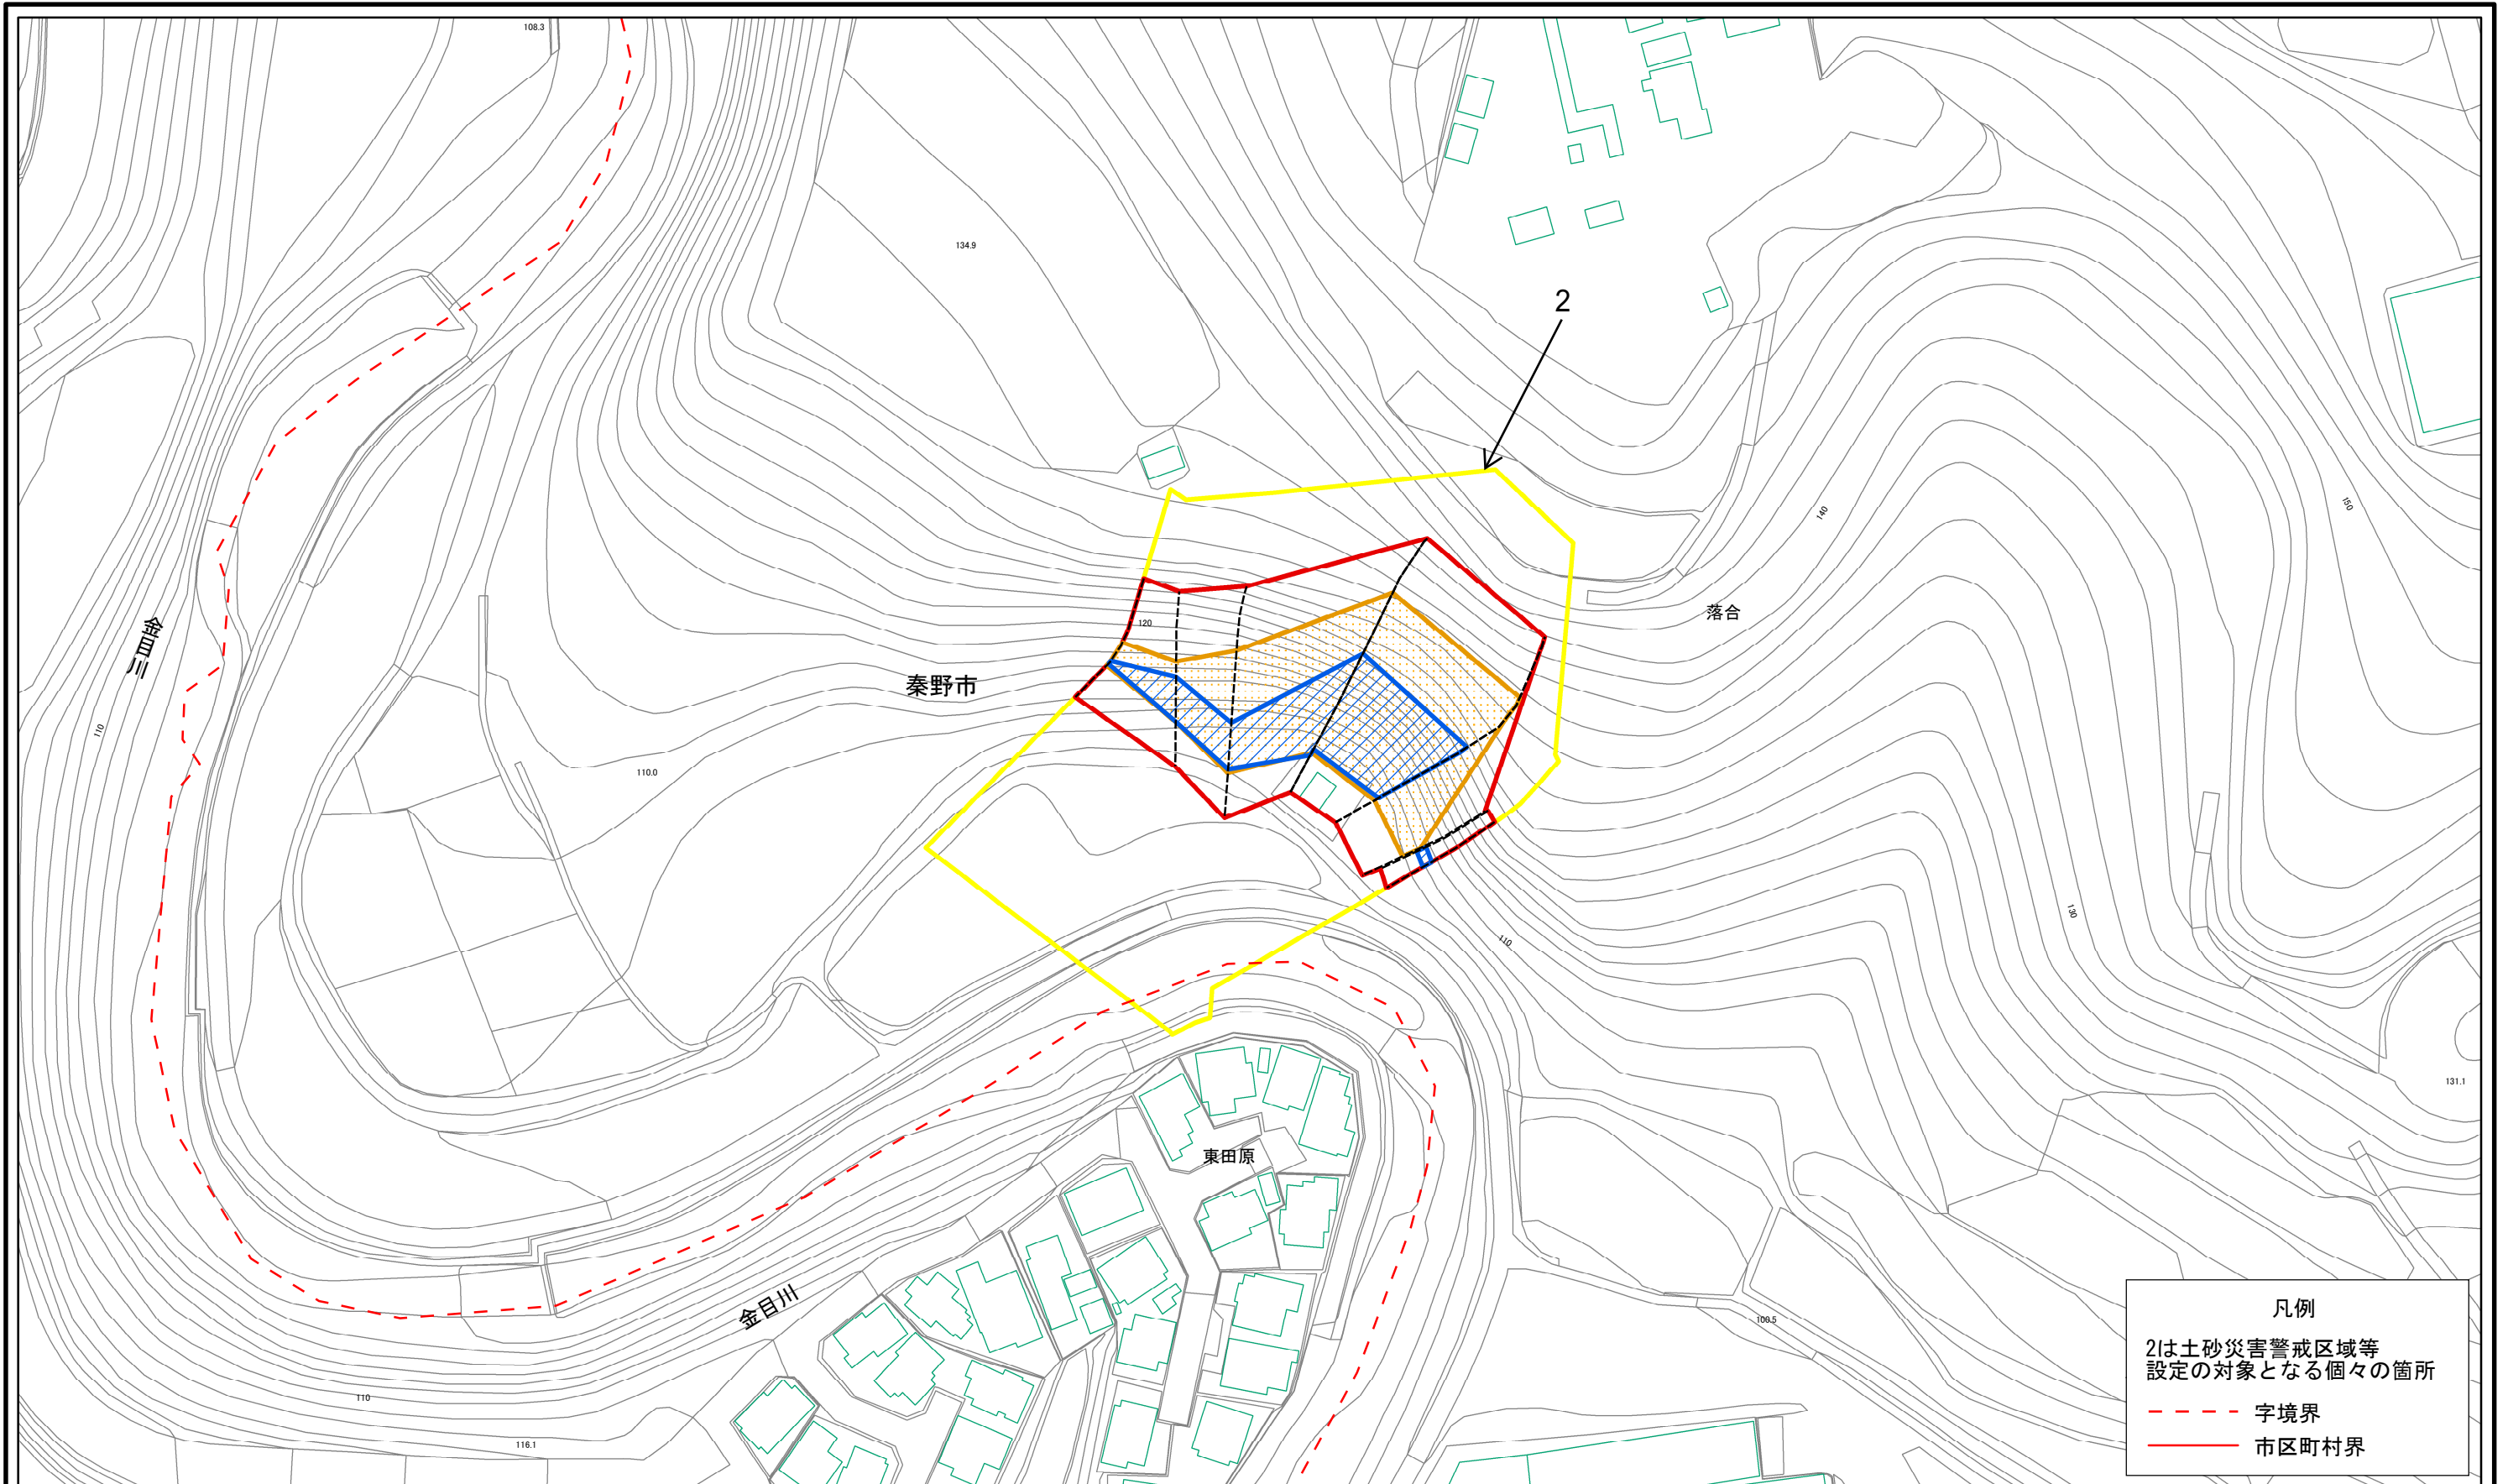 108.3
134.9
2
140
150
落合
120
金目川
秦野市
110
110.0
130
110
131.1
東田原
金目川
100.5
110
116.1
凡例
2は土砂災害警戒区域等
設定の対象となる個々の箇所
字境界
市区町村界